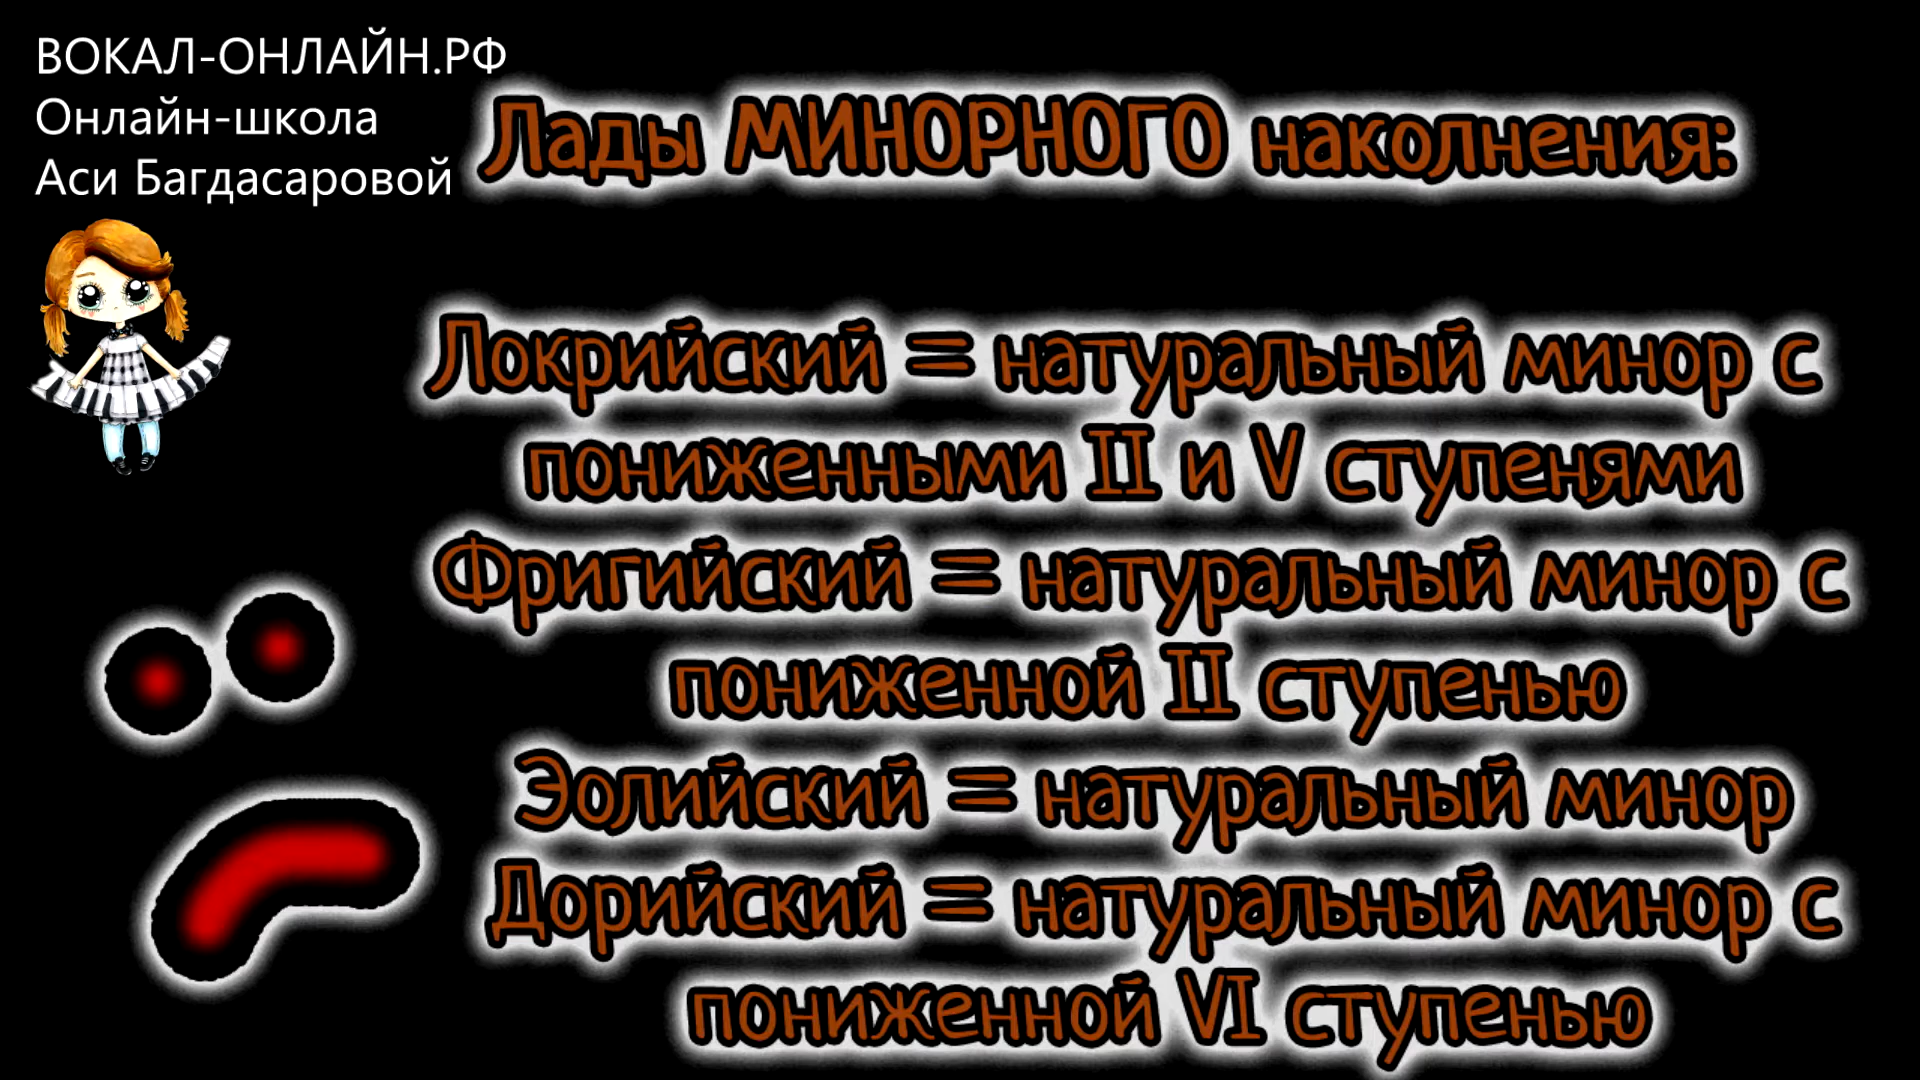 ВОКАЛ-ОНЛАЙН.РФ
Онлайн-школа
Аси Багдасаровой
Лады МИНОРНОГО наколнения:
Локрийский = натуральный минор с
пониженными II и V ступенями
Фригийский = натуральный минор с
пониженной II ступенью
Эолийский = натуральный минор
Дорийский = натуральный минор с
пониженной VI ступенью